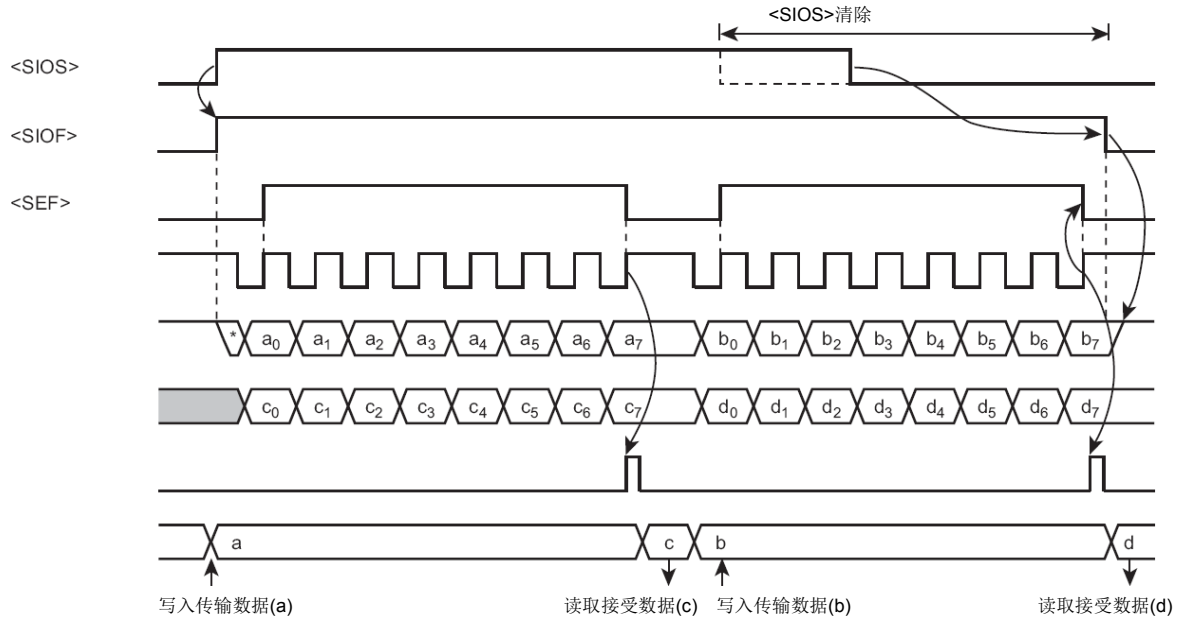 <SIOS>清除
<SIOS>
<SIOF>
<SEF>
* a0 a1 a2 a3 a4 a5 a6 a7 b0 b1 b2 b3 b4 b5 b6 b7
c0 c1 c2 c3 c4 c5 c6 c7 d0 d1 d2 d3 d4 d5 d6 d7
a c b d
写入传输数据(a) 读取接受数据(c) 写入传输数据(b) 读取接受数据(d)